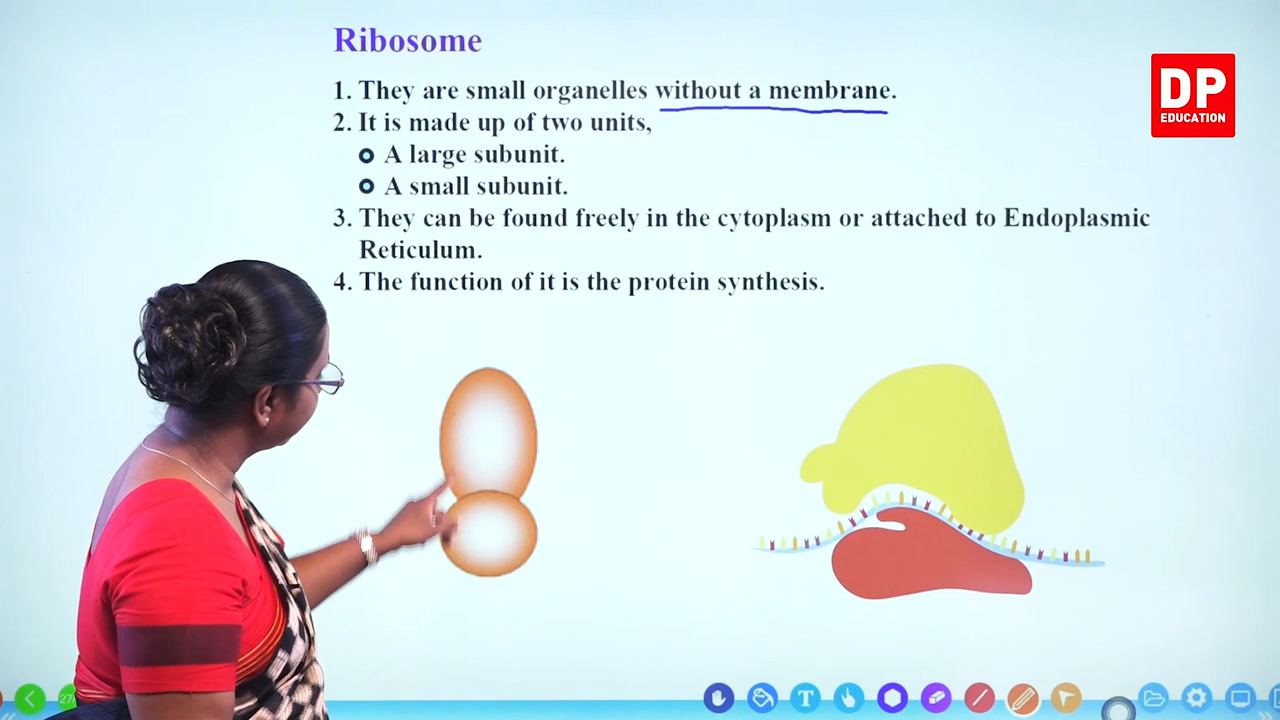 Ribosome
1. They are small organelles without a membrane.
2. It is made up of two units,
A large subunit.
A small subunit.
3. They can be found freely in the cytoplasm or attached to Endoplasmic
Reticulum.
4. The function of it is the protein synthesis.
DP
EDUCATION
27
T